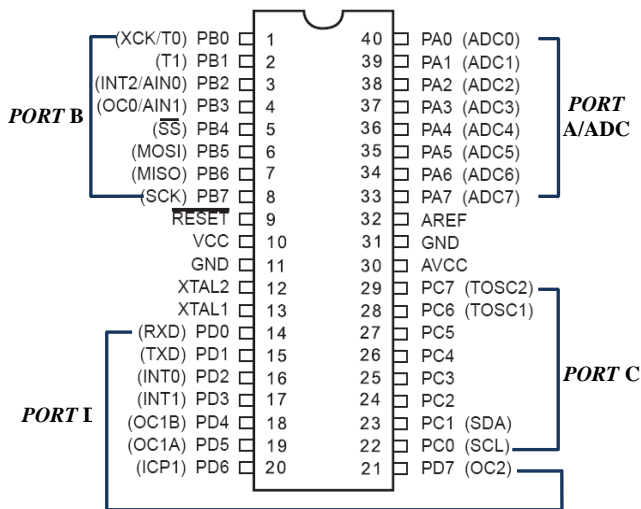 (XCK/T0) PB0 1 40 PA0 (ADC0)
(T1) PB1 2 39 PA1 (ADC1)
(INT2/AIN0) PB2 3 38 PA2 (ADC2)
(OC0/AIN1) PB3 4 37 PA3 (ADC3)
PORT B
PORT
A/ADC
(SS) PB4 5 36 PA4 (ADC4)
(MOSI) PB5 6 35 PA5 (ADC5)
(MISO) PB6 7 34 PA6 (ADC6)
(SCK) PB7 8 33 PA7 (ADC7)
RESET 9 32 AREF
VCC 10 31 GND
GND 11 30 AVCC
XTAL2 12 29 PC7 (TOSC2)
XTAL1 13 28 PC6 (TOSC1)
(RXD) PD0 14 27 PC5
(TXD) PD1 15 26 PC4
(INT0) PD2 16 25 PC3
PORT C
(INT1) PD3 17 24 PC2
PORT
(OC1B) PD4 18 23 PC1 (SDA)
(OC1A) PD5 19 22 PC0 (SCL)
(ICP1) PD6 20 21 PD7 (OC2)